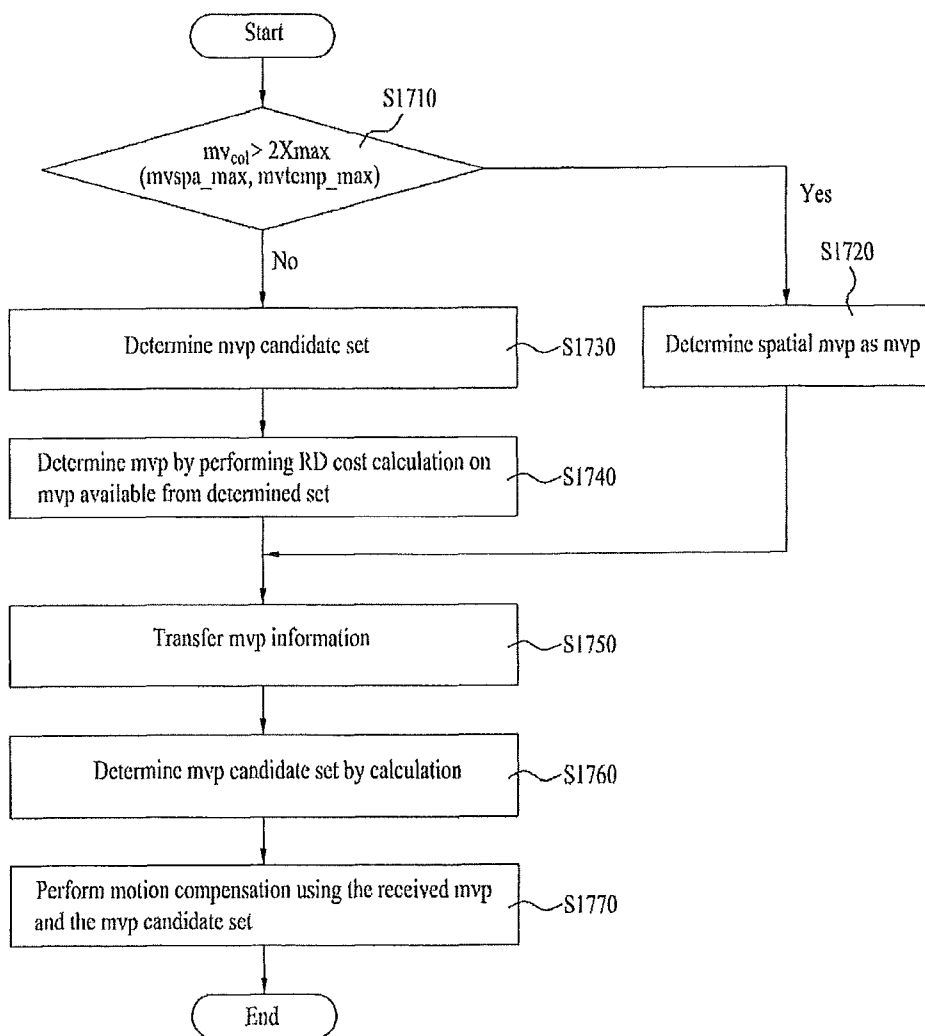 Start
S1710
mvcol> 2Xmax
(mvspa_max, mvtemp_max)
Yes
No
S1720
Determine mvp candidate set
S1730
Determine spatial mvp as mvp
Determine mvp by performing RD cost calculation on
mvp available from determined set
S1740
Transfer mvp information
S1750
Determine mvp candidate set by calculation
S1760
Perform motion compensation using the received mvp
and the mvp candidate set
S1770
End